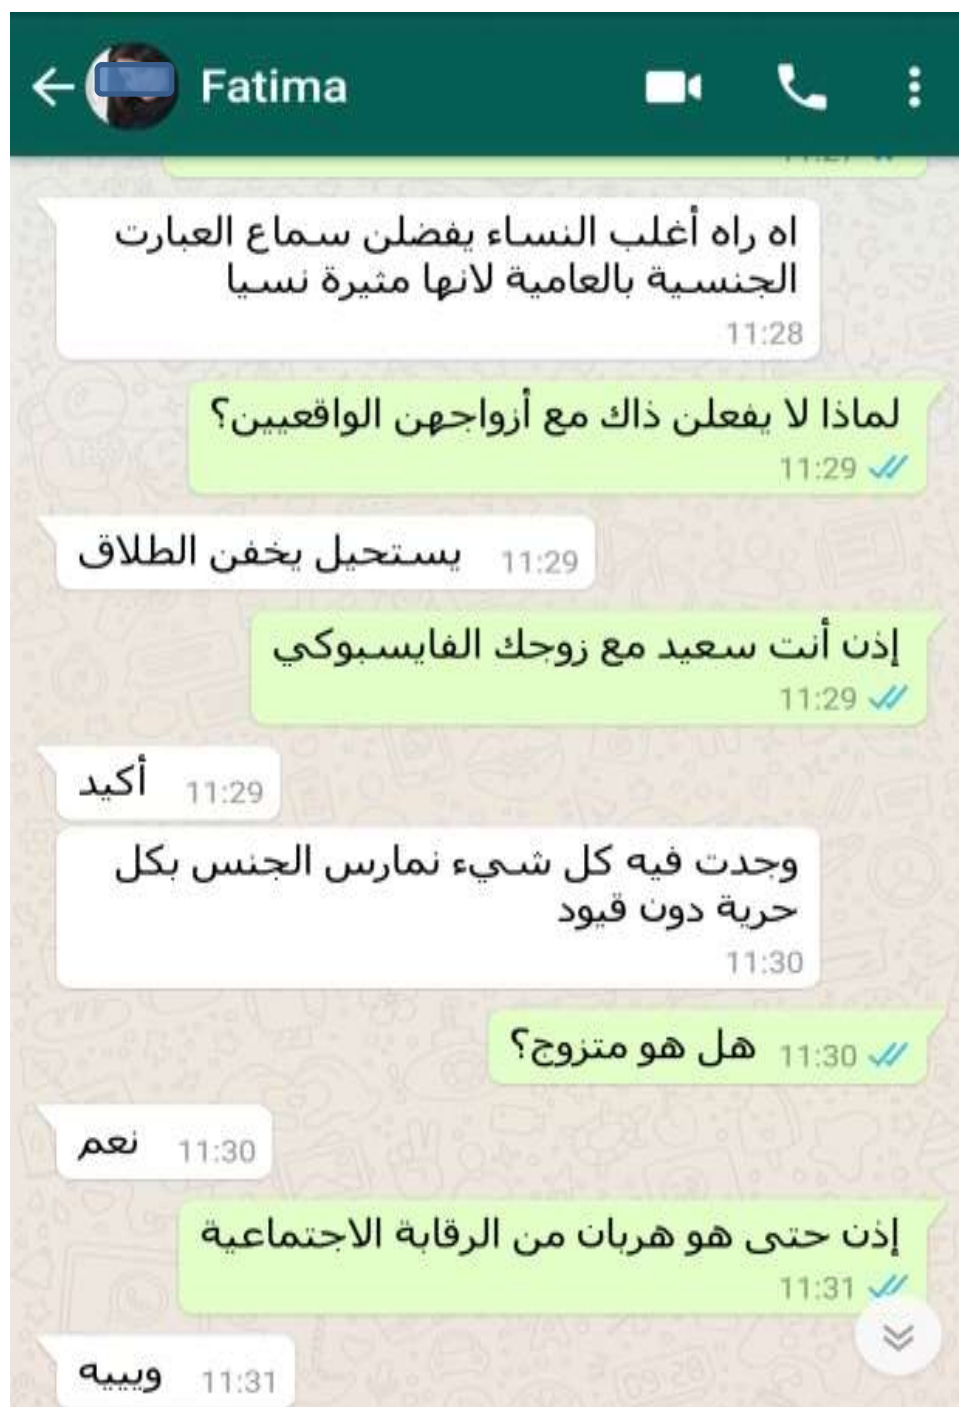 Fatima
اه راه أغلب النساء يفضلن سماع العبارت
الجنسية بالعامية لانها مثيرة نسيا
11:28
لماذا لا يفعلن ذاك مع أزواجهن الواقعيين؟
11:29
يستحيل يخفن الطلاق 11:29
إذن أنت سعيد مع زوجك الفايسبوكي
11:29
أكيد 11:29
وجدت فيه كل شيء نمارس الجنس بكل
حرية دون قيود
11:30
هل هو متزوج؟ 11:30
نعم 11:30
إذن حتى هو هربان من الرقابة الاجتماعية
11:31
وييييه 11:31